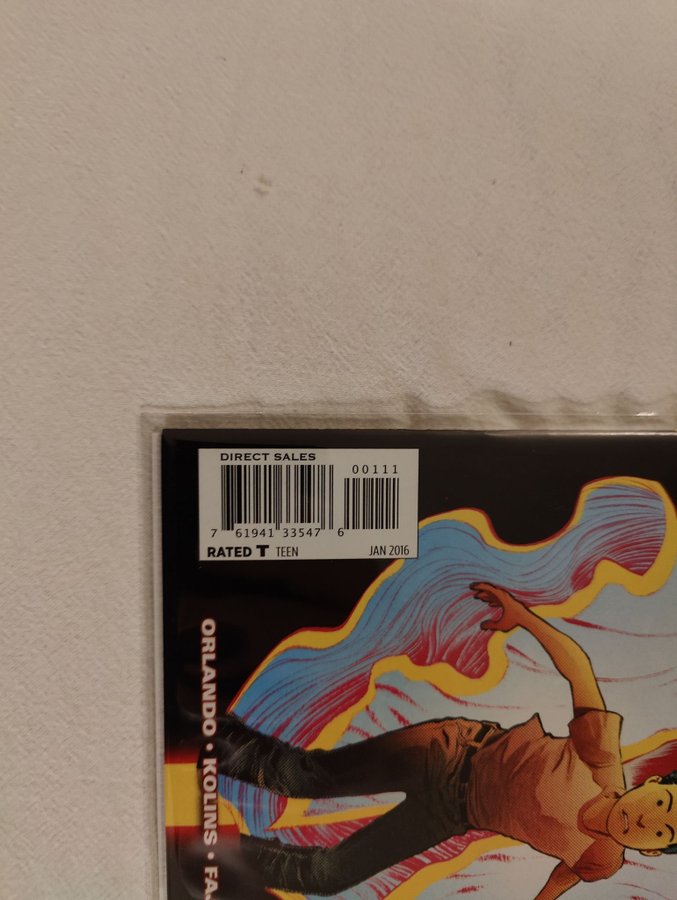 DIRECT SALES
00111
7 61941 33547 6
RATED T TEEN JAN 2016
ORLANDO • KOLINS •